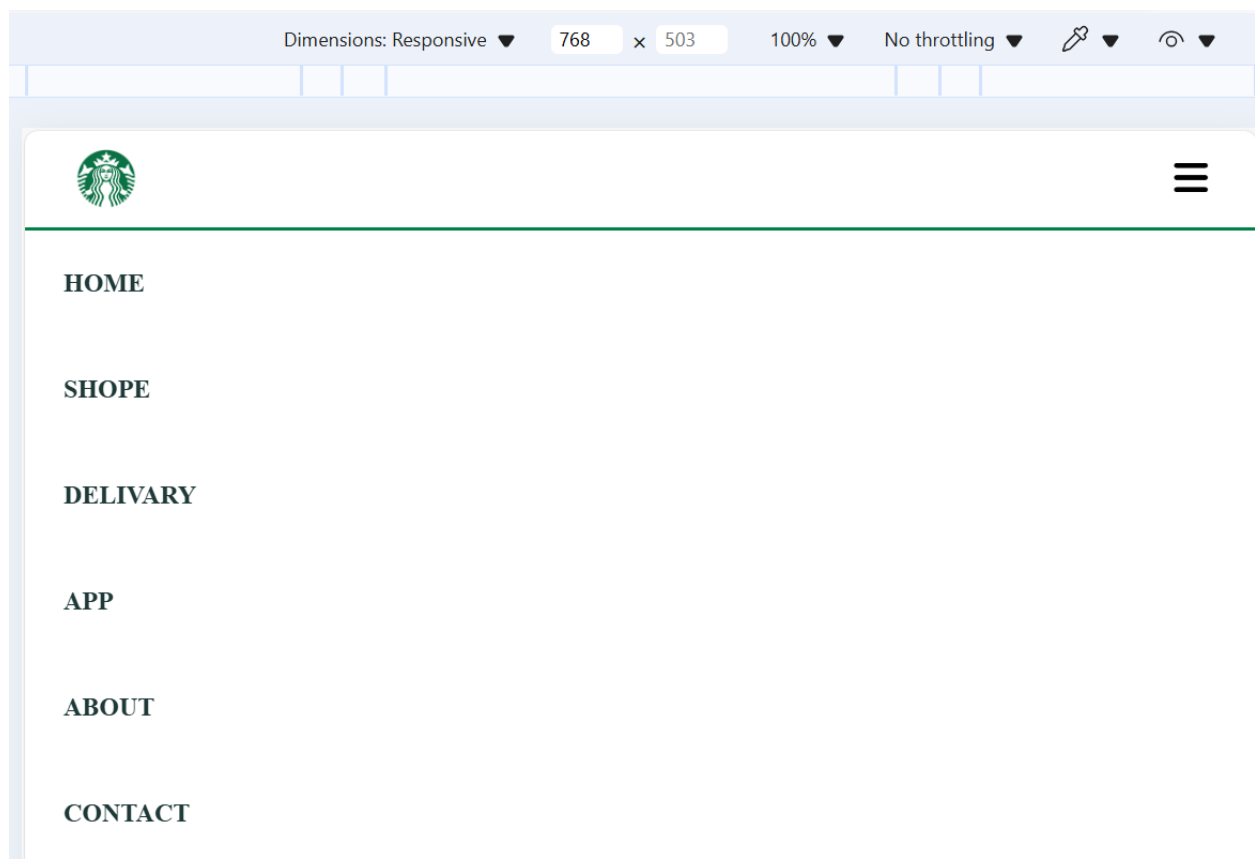 Dimensions: Responsive 768 × 503 100% No throttling
HOME
SHOPE
DELIVARY
APP
ABOUT
CONTACT